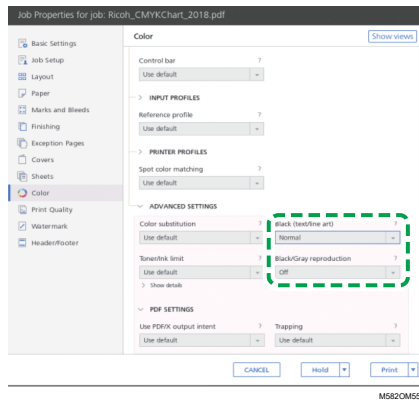 Job Properties for job: Ricoh_CMYKChart_2018.pdf
Basic Settings
Job Setup
Layout
Paper
Marks and Bleeds
Finishing
Exception Pages
Covers
Sheets
Color
Print Quality
Watermark
Header/Footer
Color
Show views
Control bar ?
Use default
> INPUT PROFILES
Reference profile ?
Use default
> PRINTER PROFILES
Spot color matching ?
Use default
ADVANCED SETTINGS
Color substitution ? Black (text/line art) ?
Use default Normal
Toner/Ink limit ? Black/Gray reproduction ?
Use default Off
> Show details
PDF SETTINGS
Use PDF/X output intent ? Trapping ?
Use default Use default
CANCEL Hold Print
M582OM55